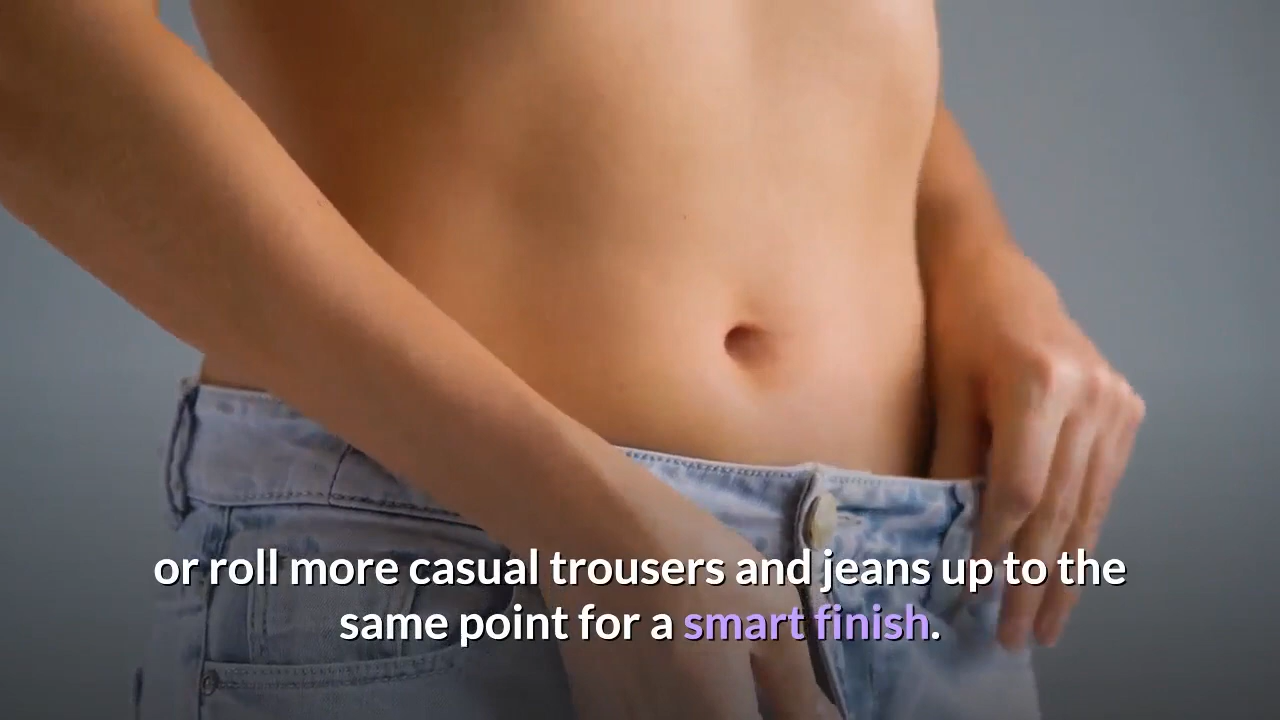 or roll more casual trousers and jeans up to the
same point for a smart finish.